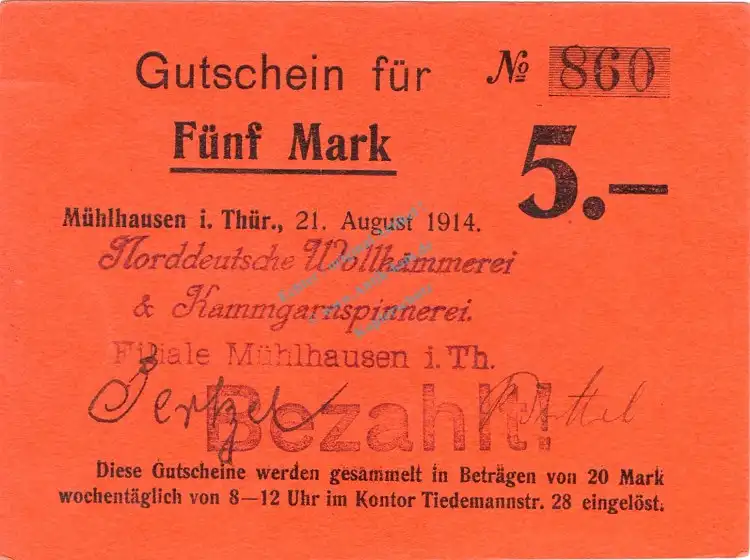 Gutschein für
№ 860
Fünf Mark
5.—
Mühlhausen i. Thür., 21. August 1914.
Norddeutsche Wollkämmerei
& Kammgarnspinnerei.
Filiale Mühlhausen i. Th.
Bezahlt!
Diese Gutscheine werden gesammelt in Beträgen von 20 Mark
wochentäglich von 8—12 Uhr im Kontor Tiedemannstr. 28 eingelöst.